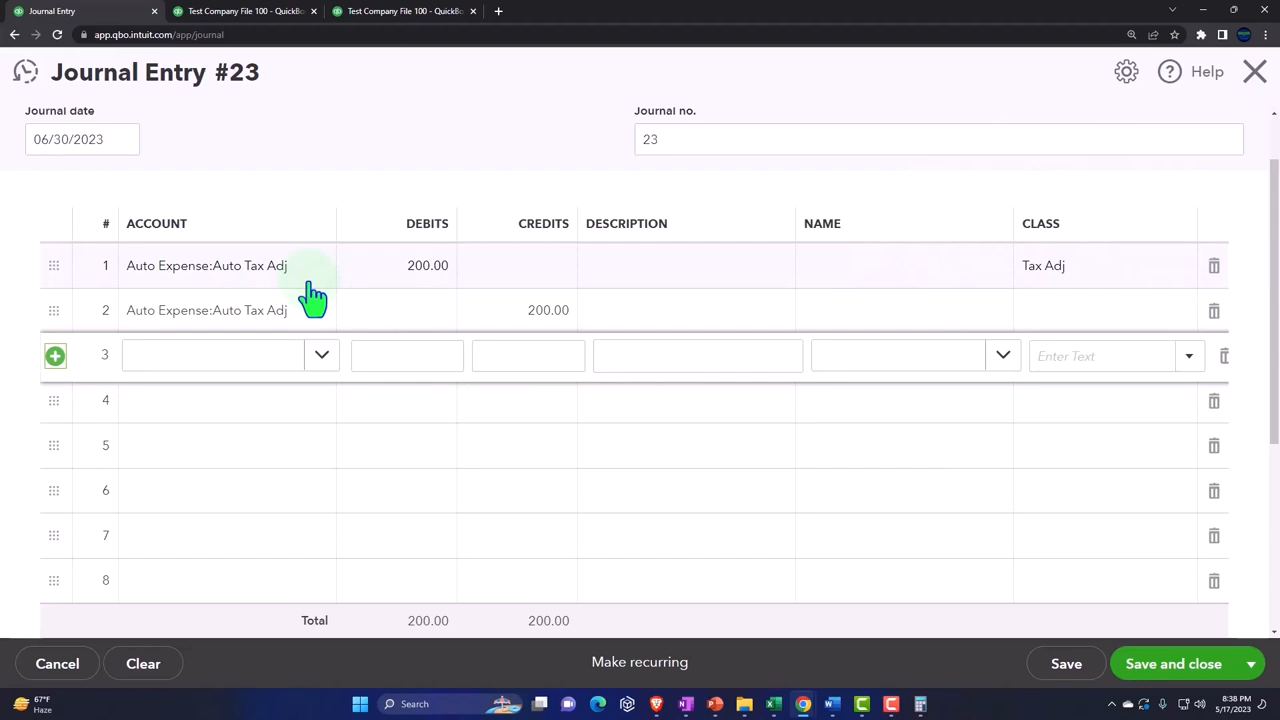 Journal Entry
Test Company File 100 - QuickBo
Test Company File 100 - QuickBo
app.qbo.intuit.com/app/journal
Journal Entry #23
Help
Journal date
Journal no.
06/30/2023
23
# ACCOUNT DEBITS CREDITS DESCRIPTION NAME CLASS
1 Auto Expense:Auto Tax Adj 200.00 Tax Adj
2 Auto Expense:Auto Tax Adj 200.00
3 Enter Text
4
5
6
7
8
Total 200.00 200.00
Cancel Clear Make recurring Save Save and close
67°F
Haze
Search
8:38 PM
5/17/2023